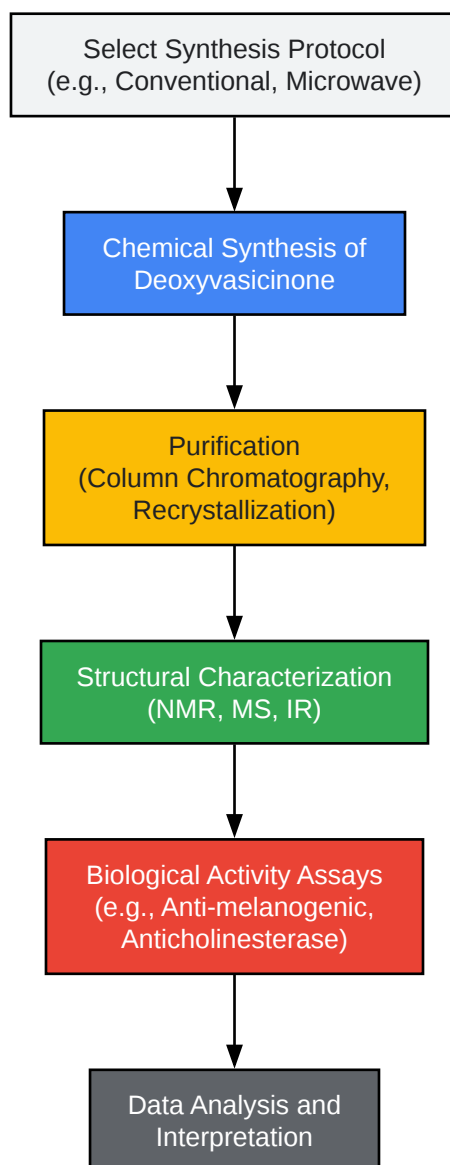 Select Synthesis Protocol
(e.g., Conventional, Microwave)
Chemical Synthesis of
Deoxyvasicinone
Purification
(Column Chromatography,
Recrystallization)
Structural Characterization
(NMR, MS, IR)
Biological Activity Assays
(e.g., Anti-melanogenic,
Anticholinesterase)
Data Analysis and
Interpretation